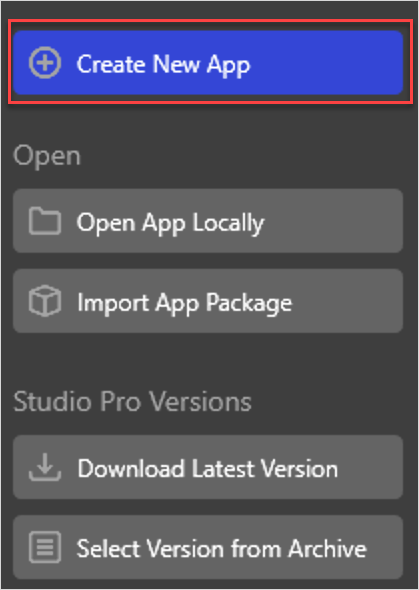 Create New App
Open
Open App Locally
Import App Package
Studio Pro Versions
Download Latest Version
Select Version from Archive